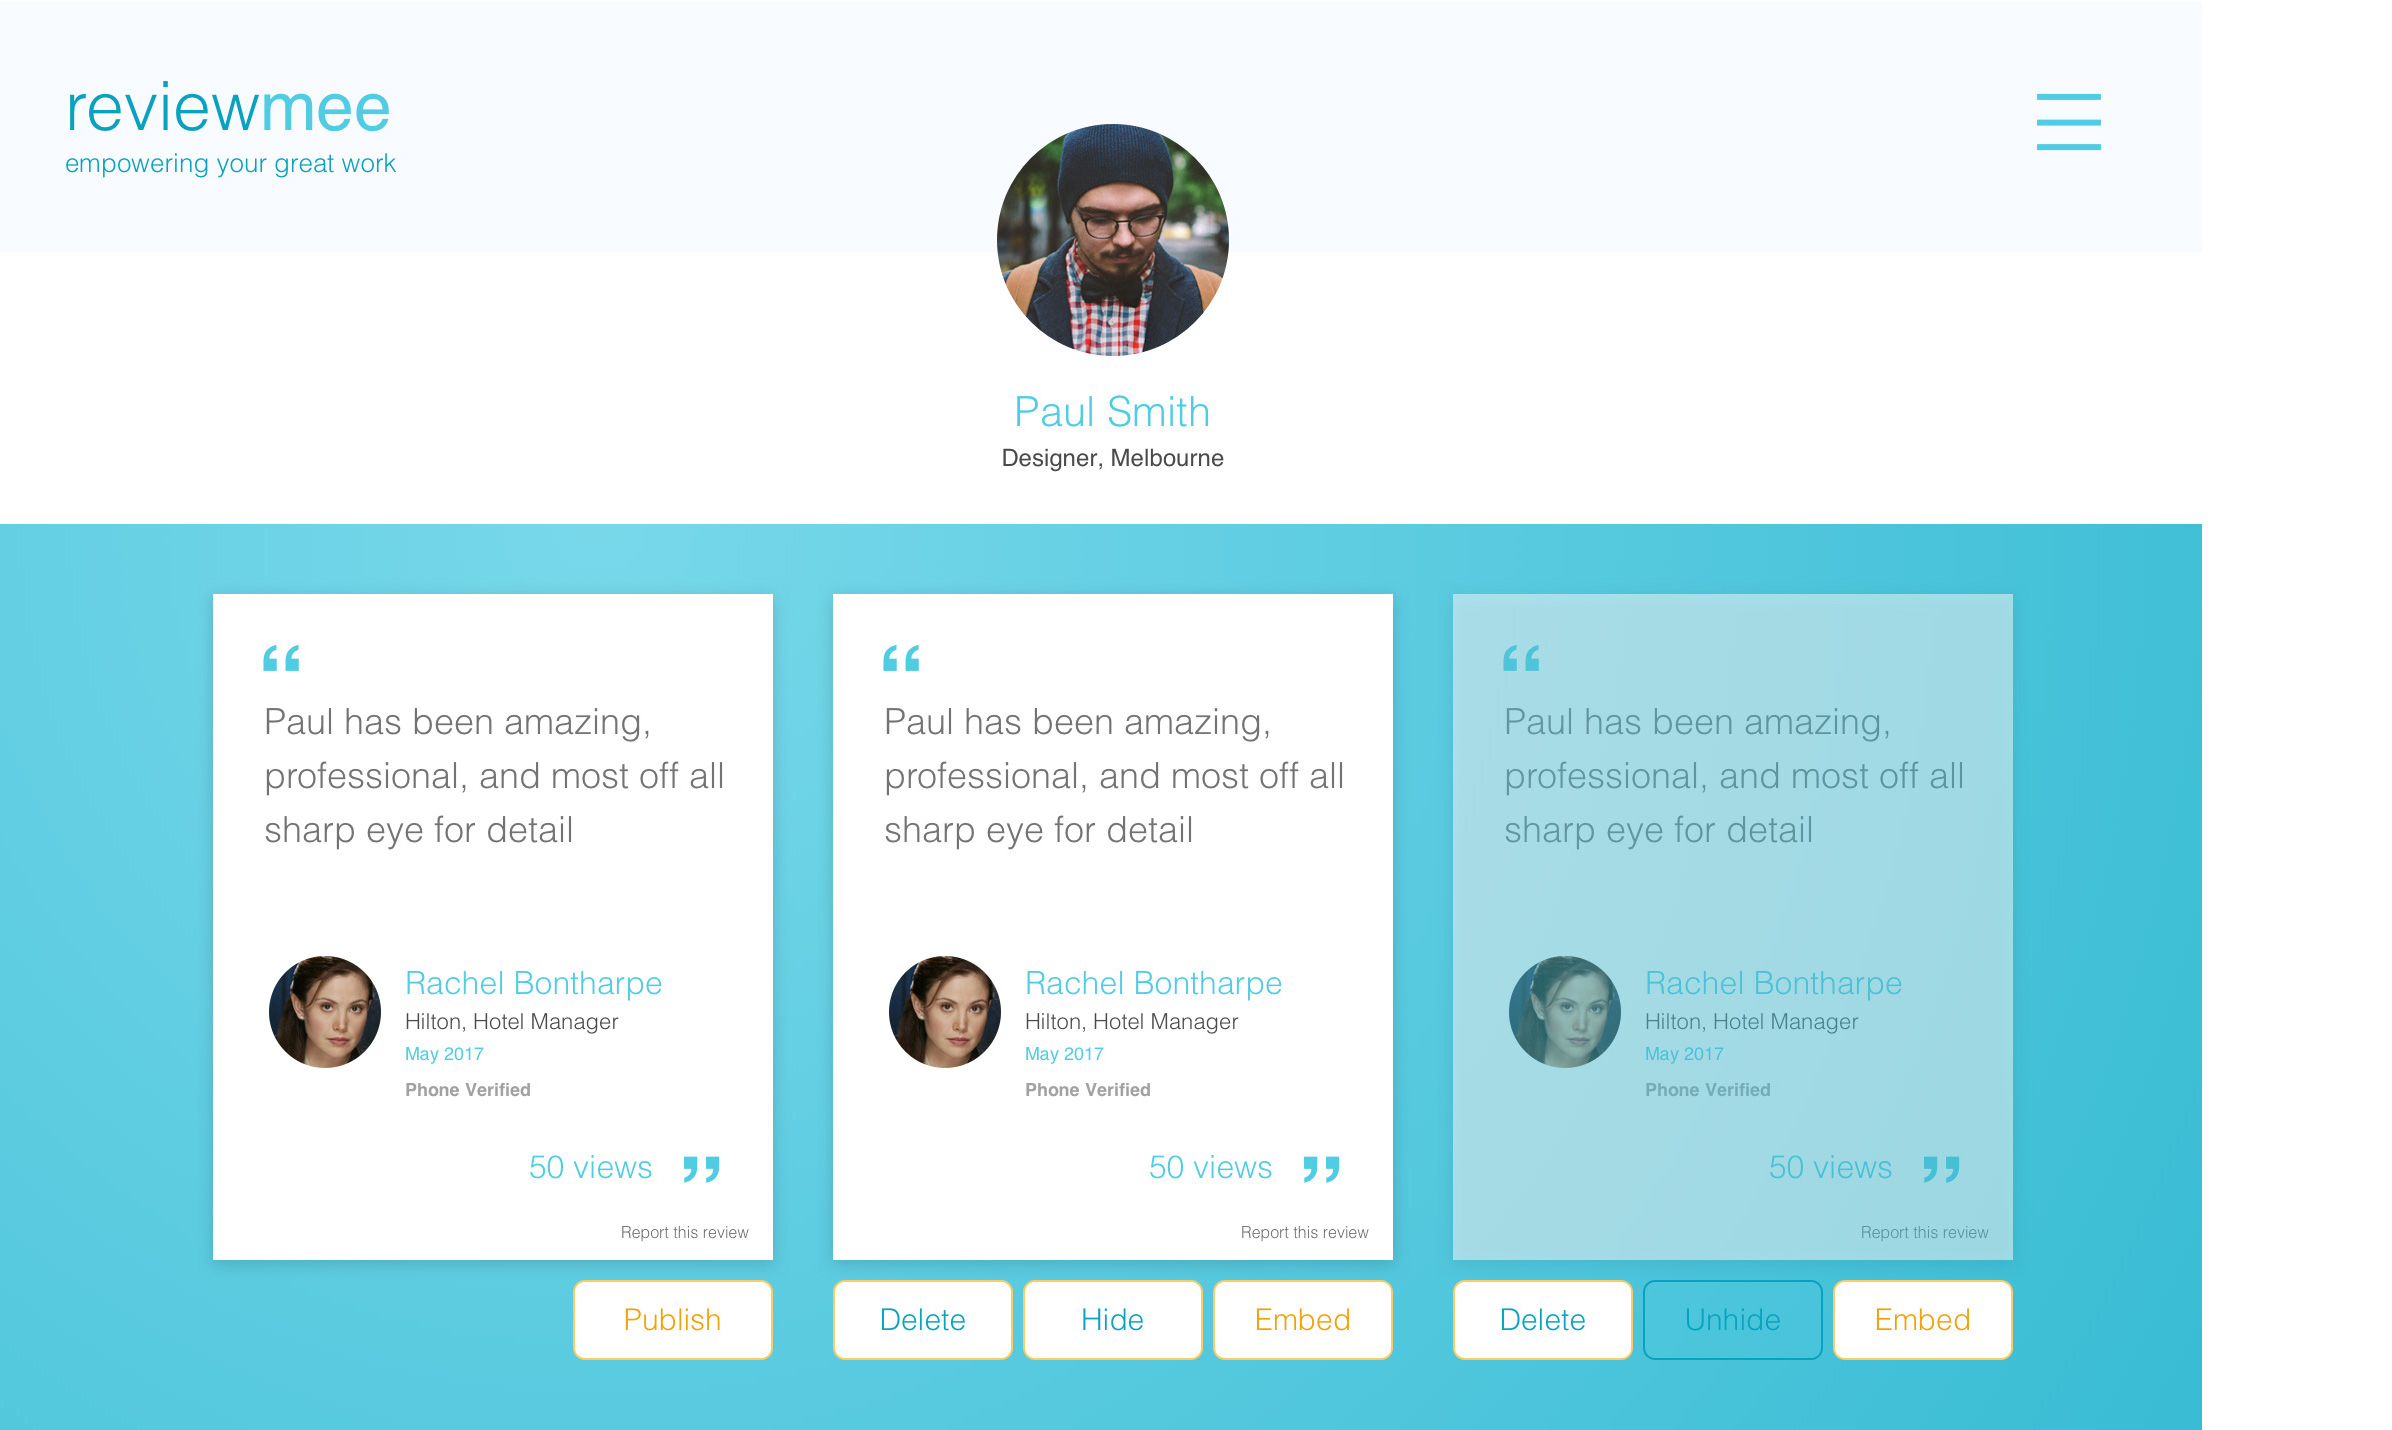 reviewmee
empowering your great work
Paul Smith
Designer, Melbourne
“
Paul has been amazing,
professional, and most off all
sharp eye for detail
Rachel Bontharpe
Hilton, Hotel Manager
May 2017
Phone Verified
50 views ”
Report this review
Publish
“
Paul has been amazing,
professional, and most off all
sharp eye for detail
Rachel Bontharpe
Hilton, Hotel Manager
May 2017
Phone Verified
50 views ”
Report this review
Delete Hide Embed
“
Paul has been amazing,
professional, and most off all
sharp eye for detail
Rachel Bontharpe
Hilton, Hotel Manager
May 2017
Phone Verified
50 views ”
Report this review
Delete Unhide Embed